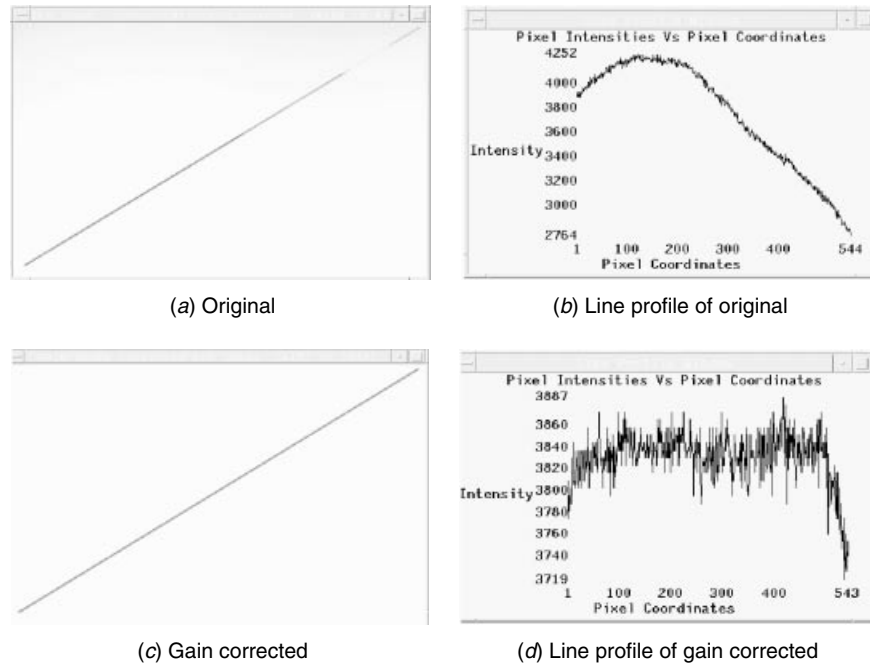 Pixel Intensities Vs Pixel Coordinates
4252
4000
3800
3600
Intensity 3400
3200
3000
2764
1 100 200 300 400 544
Pixel Coordinates
(a) Original
(b) Line profile of original
Pixel Intensities Vs Pixel Coordinates
3887
3860
3840
3820
Intensity 3800
3780
3760
3740
3719
1 100 200 300 400 543
Pixel Coordinates
(c) Gain corrected
(d) Line profile of gain corrected